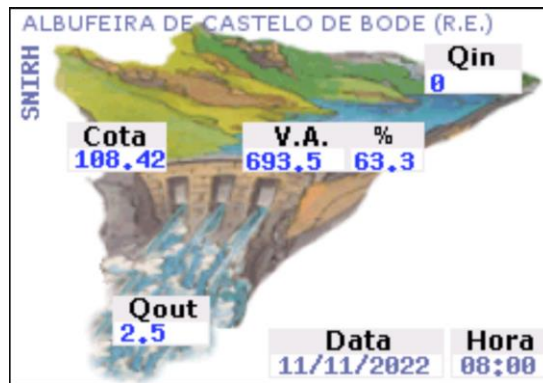 ALBUFEIRA DE CASTELO DE BODE (R.E.)
SNIRH
Qin
0
Cota
108.42
V.A.
693.5
%
63.3
Qout
2.5
Data
11/11/2022
Hora
08:00